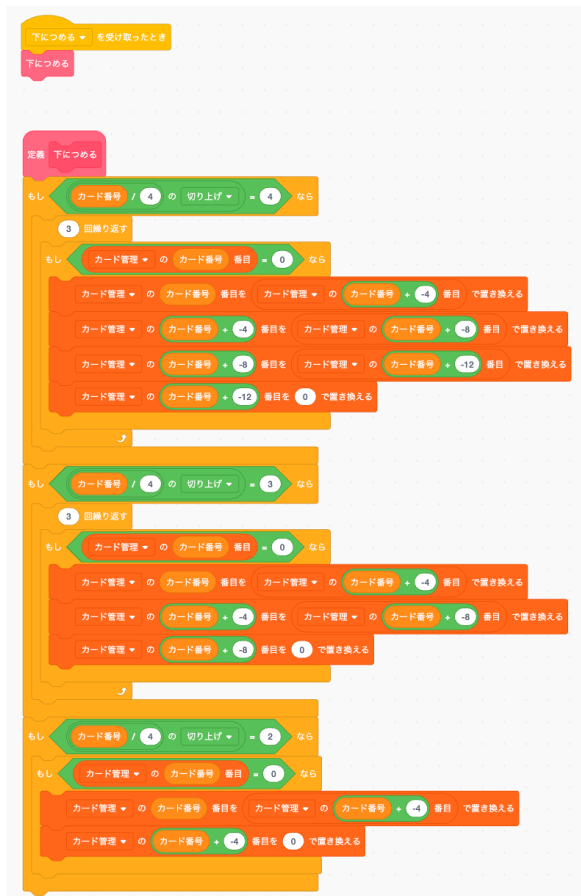 下につめる を受け取ったとき
下につめる
定義 下につめる
もし カード番号 / 4 の 切り上げ = 4 なら
3 回繰り返す
もし カード管理 の カード番号 番目 = 0 なら
カード管理 の カード番号 番目を カード管理 の カード番号 + -4 番目 で置き換える
カード管理 の カード番号 + -4 番目を カード管理 の カード番号 + -8 番目 で置き換える
カード管理 の カード番号 + -8 番目を カード管理 の カード番号 + -12 番目 で置き換える
カード管理 の カード番号 + -12 番目を 0 で置き換える
もし カード番号 / 4 の 切り上げ = 3 なら
3 回繰り返す
もし カード管理 の カード番号 番目 = 0 なら
カード管理 の カード番号 番目を カード管理 の カード番号 + -4 番目 で置き換える
カード管理 の カード番号 + -4 番目を カード管理 の カード番号 + -8 番目 で置き換える
カード管理 の カード番号 + -8 番目を 0 で置き換える
もし カード番号 / 4 の 切り上げ = 2 なら
もし カード管理 の カード番号 番目 = 0 なら
カード管理 の カード番号 番目を カード管理 の カード番号 + -4 番目 で置き換える
カード管理 の カード番号 + -4 番目を 0 で置き換える